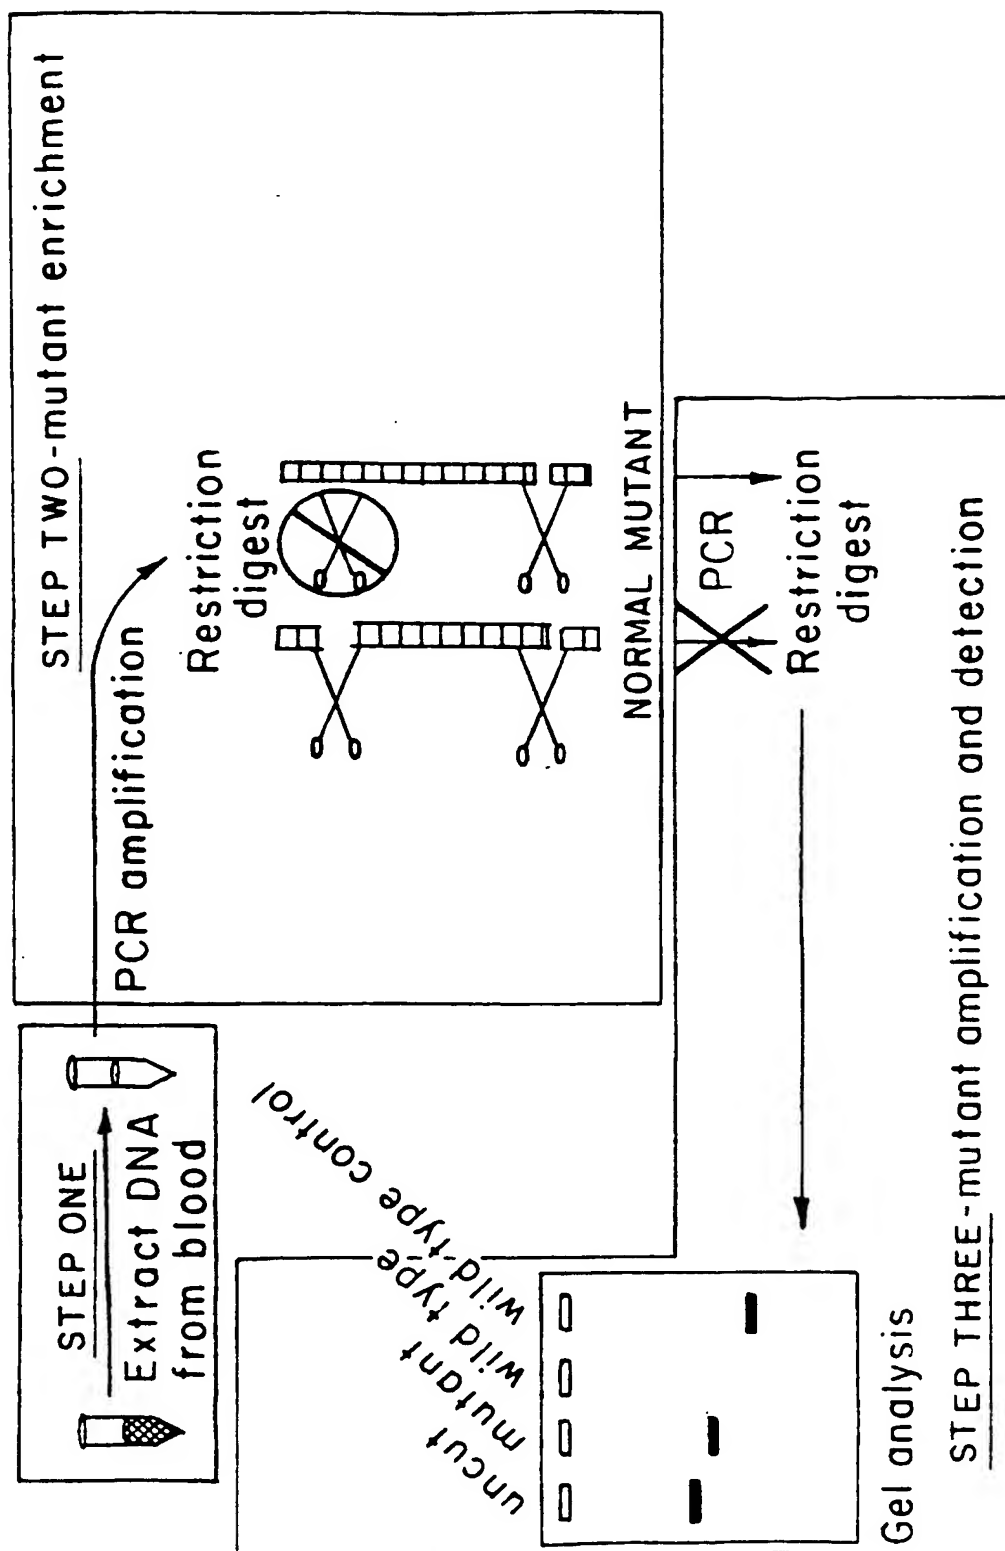 STEP ONE
Extract DNA
from blood
PCR amplification
STEP TWO-mutant enrichment
Restriction
digest
NORMAL MUTANT
PCR
Restriction
digest
uncut
mutant
wild type
wild-type control
Gel analysis
STEP THREE-mutant amplification and detection